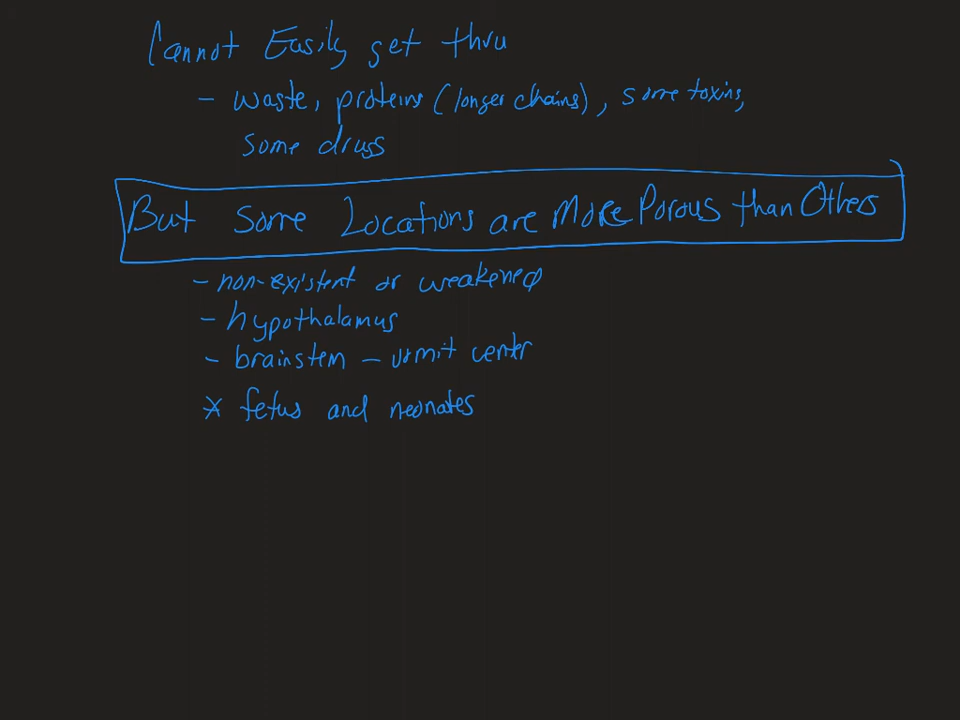 Cannot Easily get thru
- waste, proteins (longer chains), some toxins,
some drugs
But Some Locations are More Porous than Others
- non-existent or weakened
- hypothalamus
- brainstem - vomit center
* fetus and neonates